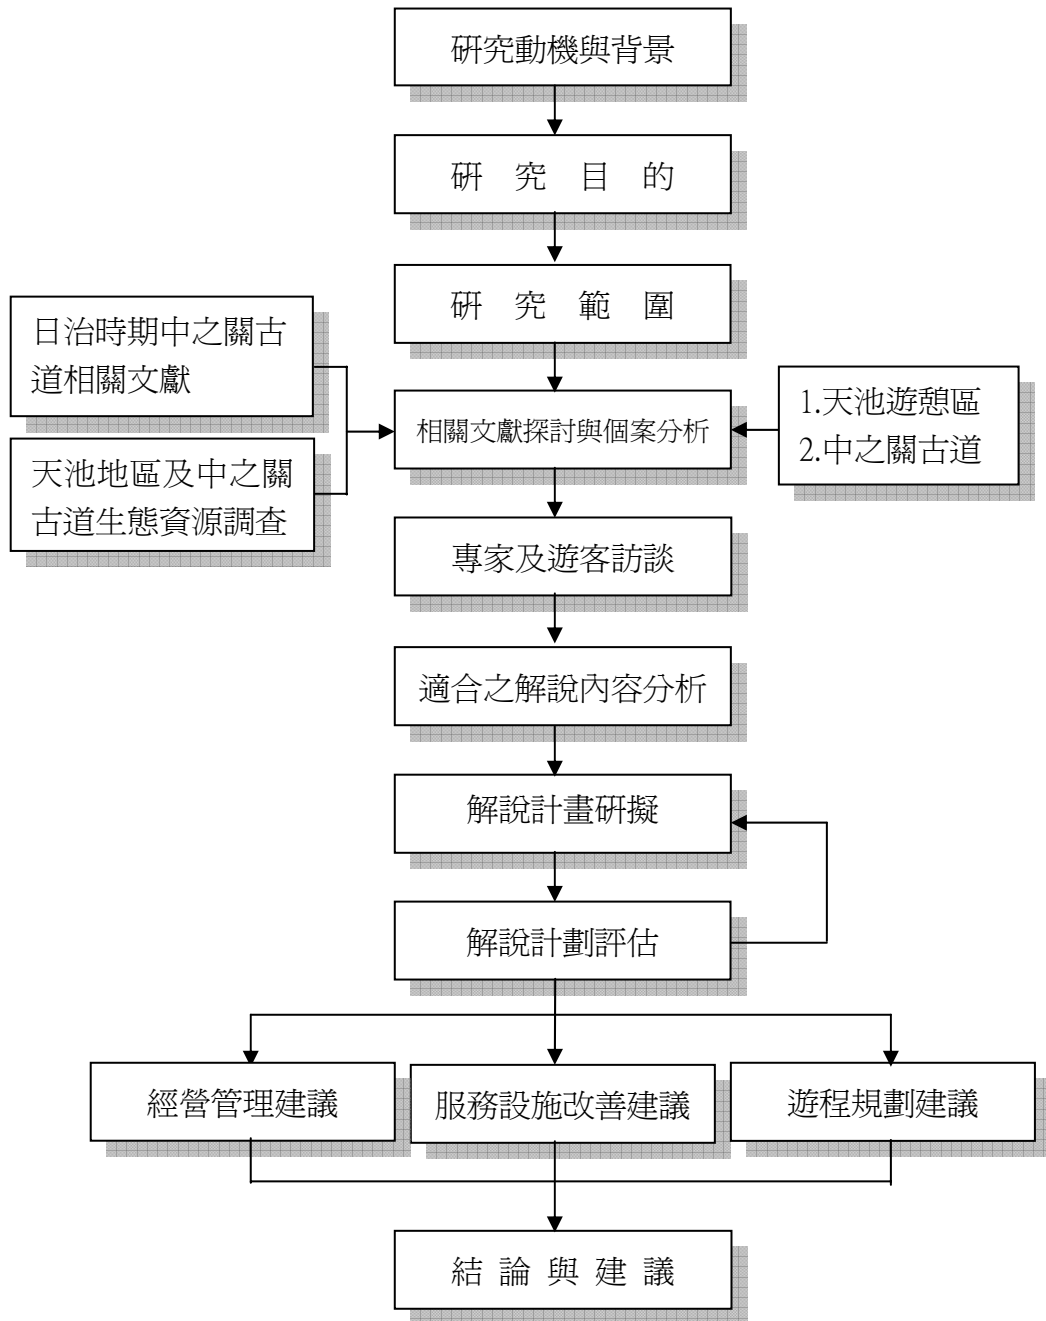 研究動機與背景
研 究 目 的
研 究 範 圍
日治時期中之關古
道相關文獻
天池地區及中之關
古道生態資源調查
相關文獻探討與個案分析
1.天池遊憩區
2.中之關古道
專家及遊客訪談
適合之解說內容分析
解說計畫研擬
解說計劃評估
經營管理建議
服務設施改善建議
遊程規劃建議
結 論 與 建 議